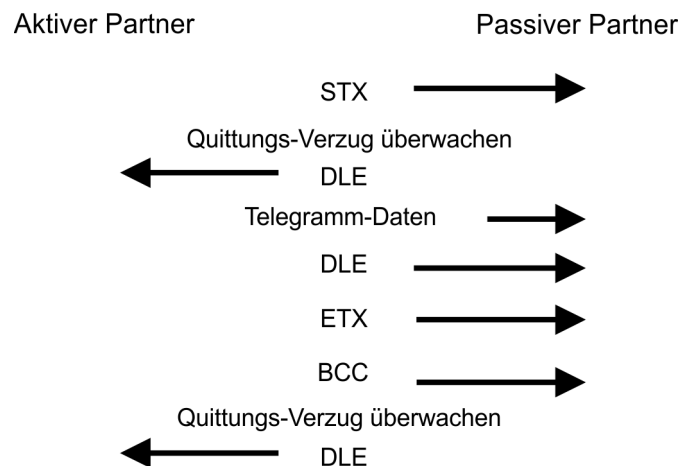 Aktiver Partner Passiver Partner
STX
Quittungs-Verzug überwachen
DLE
Telegramm-Daten
DLE
ETX
BCC
Quittungs-Verzug überwachen
DLE